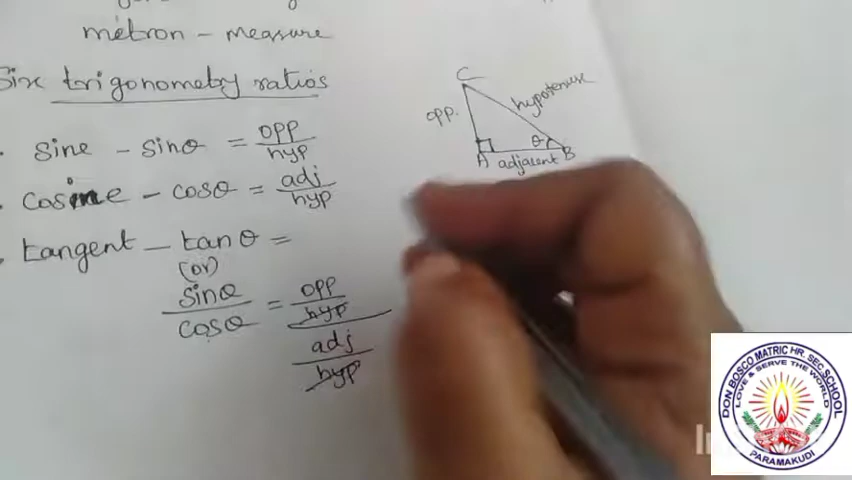 metron - measure
Six trigonometry ratios
sine - sinθ = opp/hyp
Cosine - cosθ = adj/hyp
tangent - tanθ =
(or)
sinθ/cosθ = opp/hyp / adj/hyp
C
opp.
hypotenuse
θ
A adjacent B
DON BOSCO MATRIC HR. SEC. SCHOOL
LOVE & SERVE THE WORLD
PARAMAKUDI